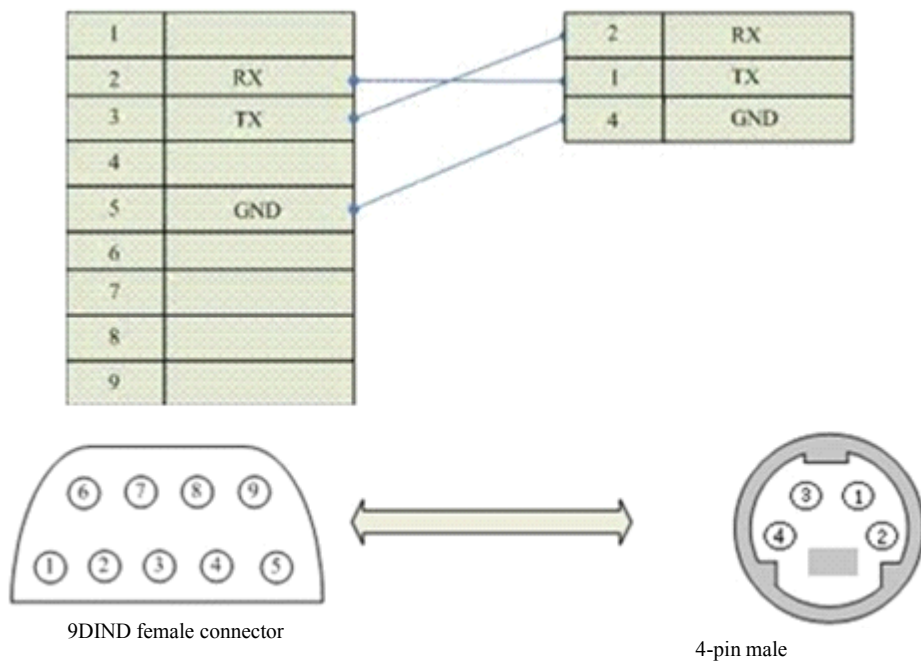 1
2 RX
3 TX
4
5 GND
6
7
8
9
2 RX
1 TX
4 GND
6 7 8 9
1 2 3 4 5
9DIND female connector
3 1
4 2
4-pin male